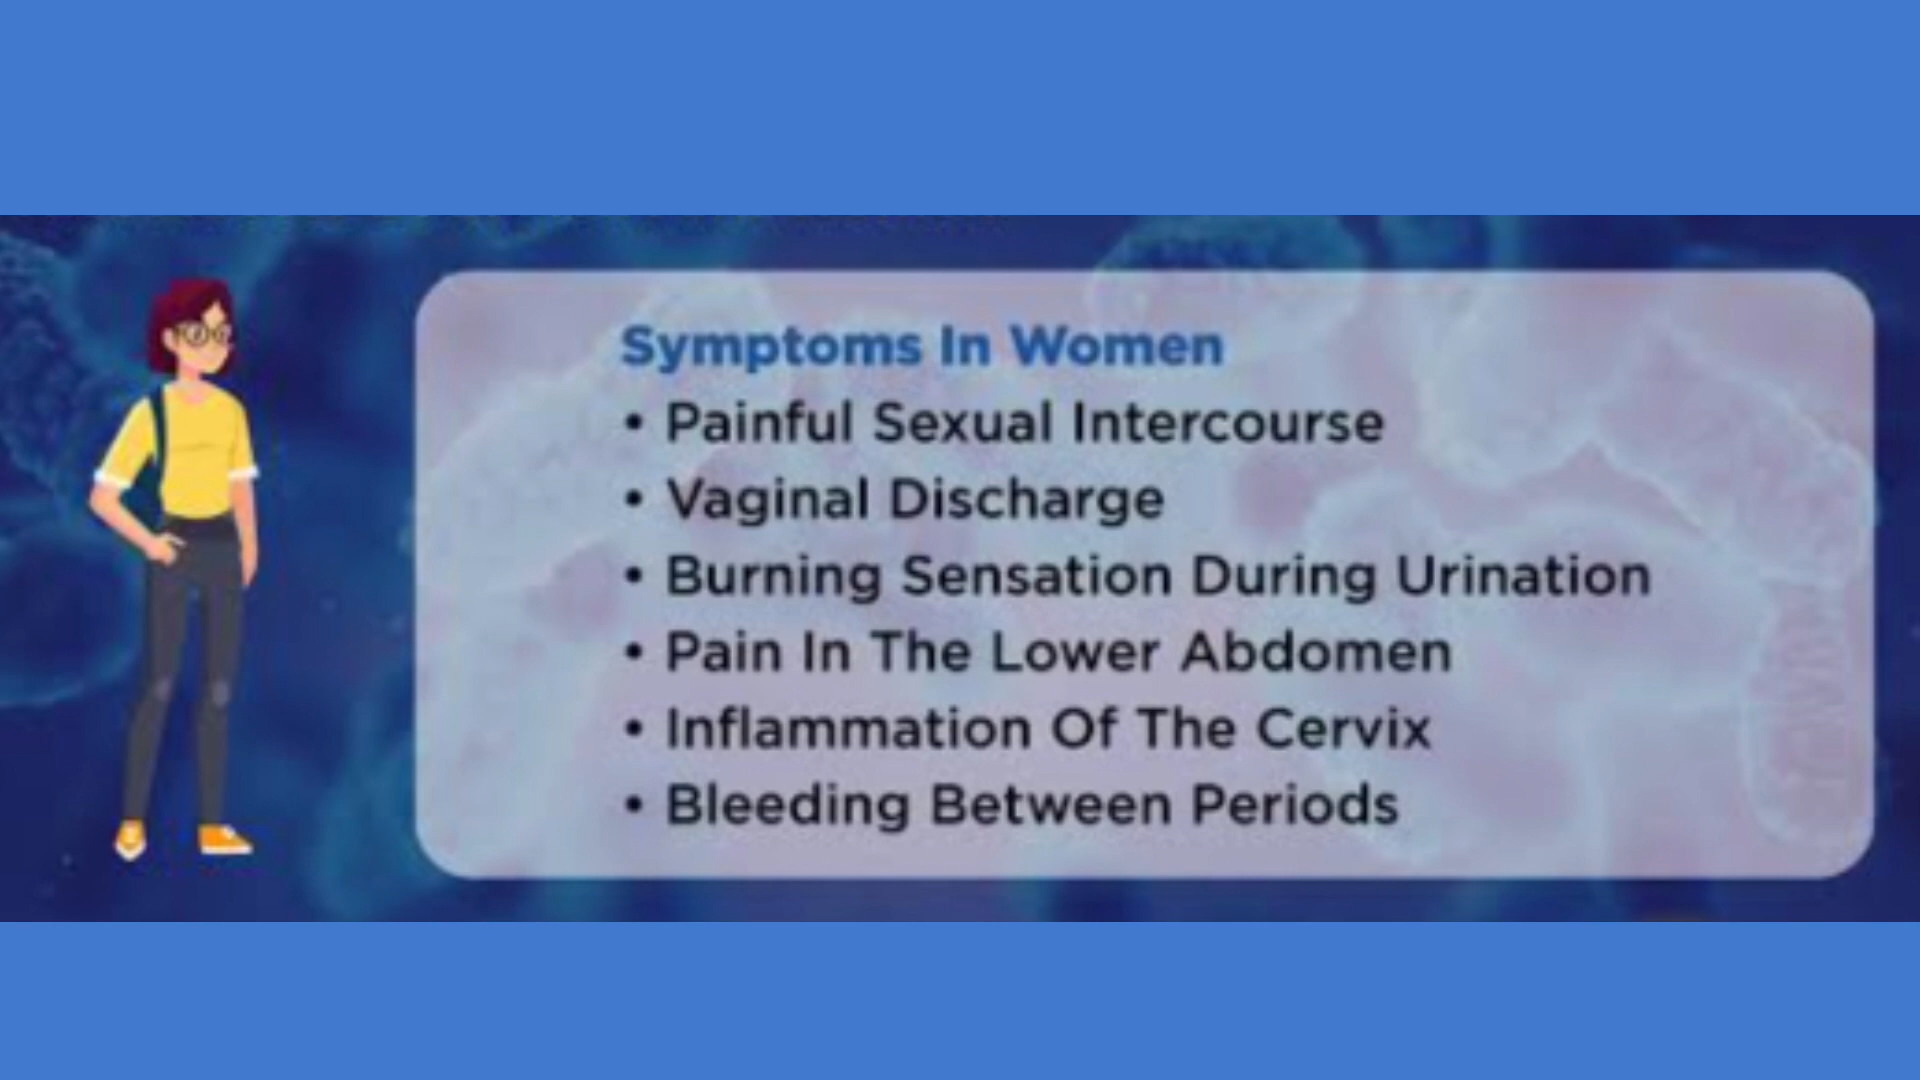 Symptoms In Women
• Painful Sexual Intercourse
• Vaginal Discharge
• Burning Sensation During Urination
• Pain In The Lower Abdomen
• Inflammation Of The Cervix
• Bleeding Between Periods